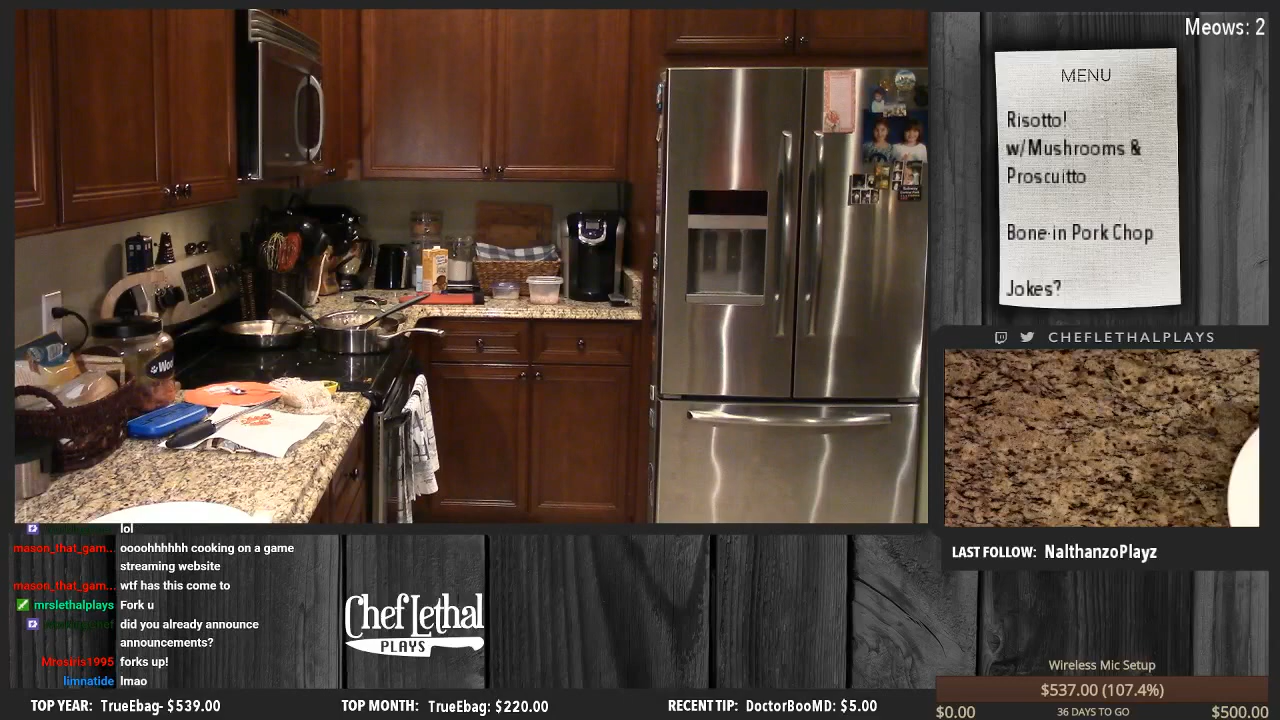 Meows: 2
MENU
Risotto!
w/Mushrooms &
Proscuitto
Bone-in Pork Chop
Jokes?
CHEFLETHALPLAYS
Woo
lol
mason_that_gam... oooohhhhhh cooking on a game
streaming website
mason_that_gam... wtf has this come to
mrslethalplays Fork u
did you already announce
announcements?
Mrosiris1995 forks up!
limnatide lmao
Chef Lethal
PLAYS
LAST FOLLOW: NalthanzoPlayz
Wireless Mic Setup
$537.00 (107.4%)
$0.00 36 DAYS TO GO $500.00
TOP YEAR: TrueEbag- $539.00 TOP MONTH: TrueEbag: $220.00 RECENT TIP: DoctorBooMD: $5.00